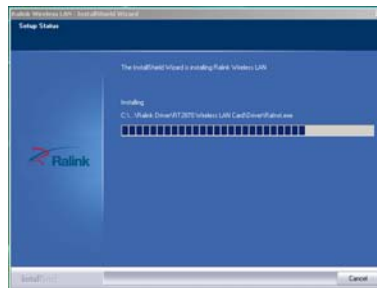 Ralink Wireless LAN - InstallShield Wizard
Setup Status
The InstallShield Wizard is installing Ralink Wireless LAN
Installing
C:\...\Ralink Driver\RT2870 Wireless LAN Card\Driver\RaInst.exe
Ralink
InstallShield
Cancel